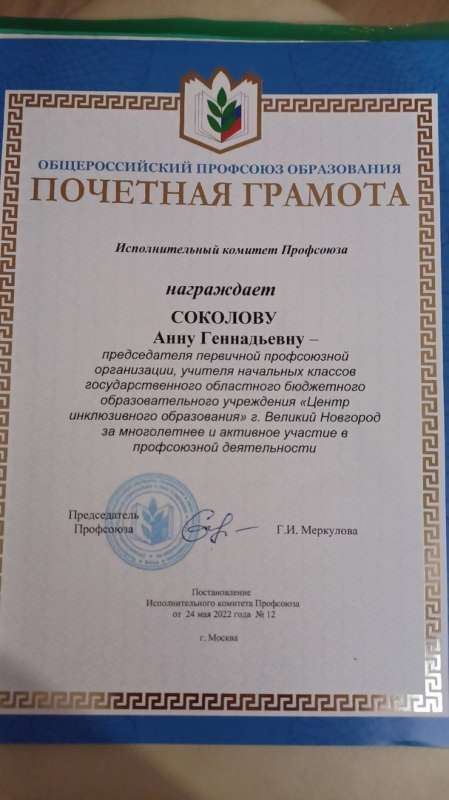 ОБЩЕРОССИЙСКИЙ ПРОФСОЮЗ ОБРАЗОВАНИЯ
ПОЧЕТНАЯ ГРАМОТА
Исполнительный комитет Профсоюза
награждает
СОКОЛОВУ
Анну Геннадьевну –
председателя первичной профсоюзной
организации, учителя начальных классов
государственного областного бюджетного
образовательного учреждения «Центр
инклюзивного образования» г. Великий Новгород
за многолетнее и активное участие в
профсоюзной деятельности
Председатель
Профсоюза
Г.И. Меркулова
Постановление
Исполнительного комитета Профсоюза
от 24 мая 2022 года № 12
г. Москва